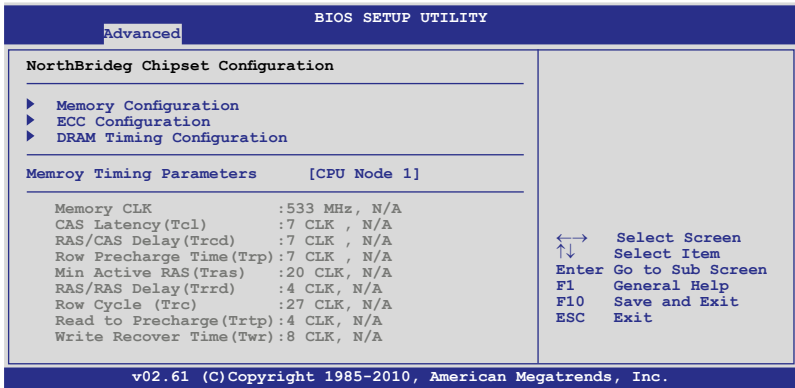 BIOS SETUP UTILITY
Advanced
NorthBrideg Chipset Configuration
Memory Configuration
ECC Configuration
DRAM Timing Configuration
Memroy Timing Parameters [CPU Node 1]
Memory CLK :533 MHz, N/A
CAS Latency(Tcl) :7 CLK , N/A
RAS/CAS Delay(Trcd) :7 CLK , N/A
Row Precharge Time(Trp):7 CLK , N/A
Min Active RAS(Tras) :20 CLK, N/A
RAS/RAS Delay(Trrd) :4 CLK, N/A
Row Cycle (Trc) :27 CLK, N/A
Read to Precharge(Trtp):4 CLK, N/A
Write Recover Time(Twr):8 CLK, N/A
←→ Select Screen
↑↓ Select Item
Enter Go to Sub Screen
F1 General Help
F10 Save and Exit
ESC Exit
v02.61 (C)Copyright 1985-2010, American Megatrends, Inc.